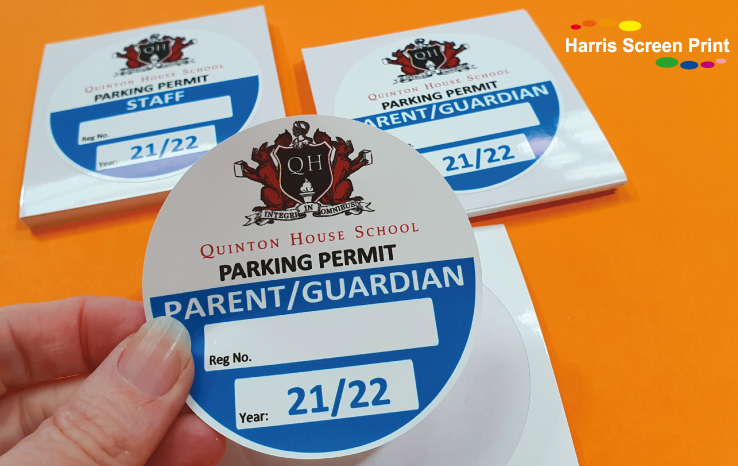 Harris Screen Print
QH
QUINTON HOUSE SCHOOL
PARKING PERMIT
STAFF
Reg No.
Year: 21/22
QH
QUINTON HOUSE SCHOOL
PARKING PERMIT
PARENT/GUARDIAN
21/22
QH
INTEGRI IN OMNIBUS
QUINTON HOUSE SCHOOL
PARKING PERMIT
PARENT/GUARDIAN
Reg No.
Year: 21/22